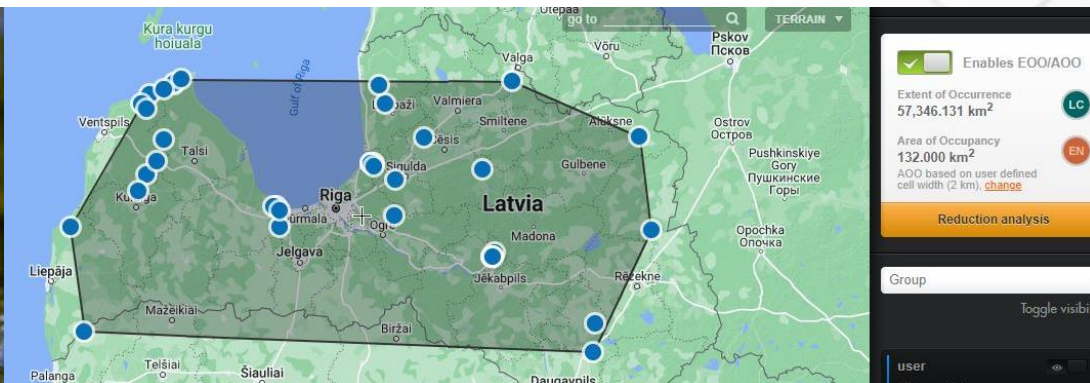 Utēpaa
go to
TERRAIN ▼
Kura kurgu
hoiuala
Pskov
Псков
Võru
Valga
Gulf of Riga
Enables EOO/AOO
Extent of Occurrence
57,346.131 km²
LC
Ventspils
Valmiera
Smiltene
Alūksne
Ostrov
Остров
Area of Occupancy
132.000 km²
EN
AOO based on user defined
cell width (2 km), change
Talsi
Cēsis
Sigulda
Gulbene
Pushkinskiye
Gory
Пушкинские
Горы
Riga
Latvia
Reduction analysis
Jūrmala
Ogre
Madona
Opochka
Опочка
Jelgava
Liepāja
Jēkabpils
Rēzekne
Group
Mažeikiai
Biržai
Toggle visibi
Telšiai
Šiauliai
Palanga
Daugavpils
user